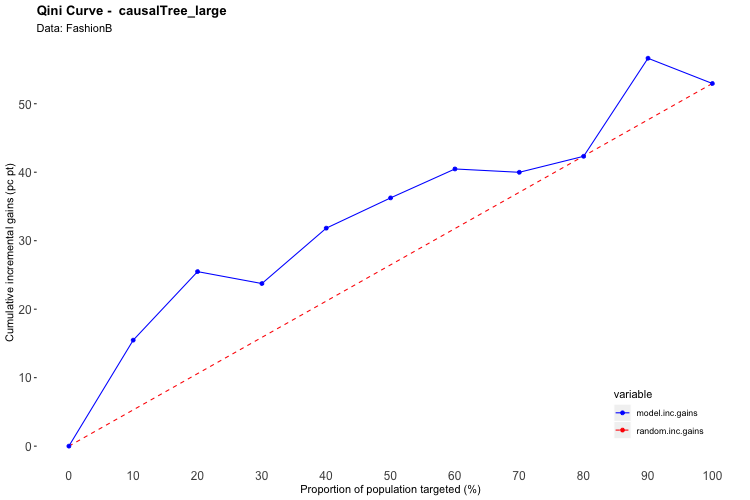 Qini Curve -  causalTree_large
Data: FashionB
Cumulative incremental gains (pc pt)
50
40
30
20
10
0
variable
model.inc.gains
random.inc.gains
0 10 20 30 40 50 60 70 80 90 100
Proportion of population targeted (%)